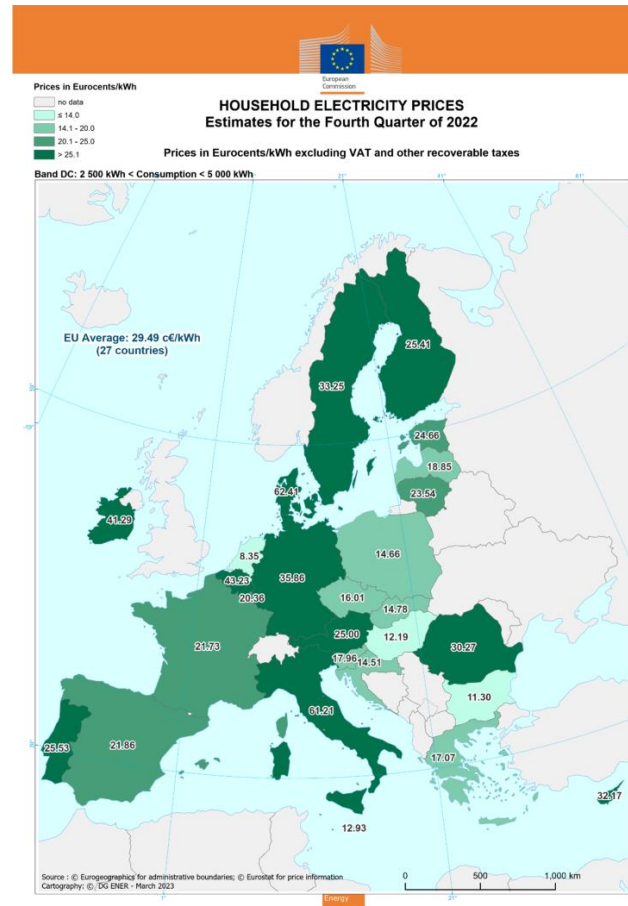 European
Commission
Prices in Eurocents/kWh
no data
≤ 14.0
14.1 - 20.0
20.1 - 25.0
> 25.1
HOUSEHOLD ELECTRICITY PRICES
Estimates for the Fourth Quarter of 2022
Prices in Eurocents/kWh excluding VAT and other recoverable taxes
Band DC: 2 500 kWh < Consumption < 5 000 kWh
EU Average: 29.49 c€/kWh
(27 countries)
25.41
33.25
24.66
18.85
23.54
62.41
41.29
8.35
35.86
14.66
43.23
20.36
16.01
14.78
25.00
12.19
21.73
17.96
14.51
30.27
61.21
11.30
25.53
21.86
17.07
32.17
12.93
Source : © Eurogeographics for administrative boundaries; © Eurostat for price information
Cartography: © DG ENER - March 2023
0 500 1,000 km
Energy